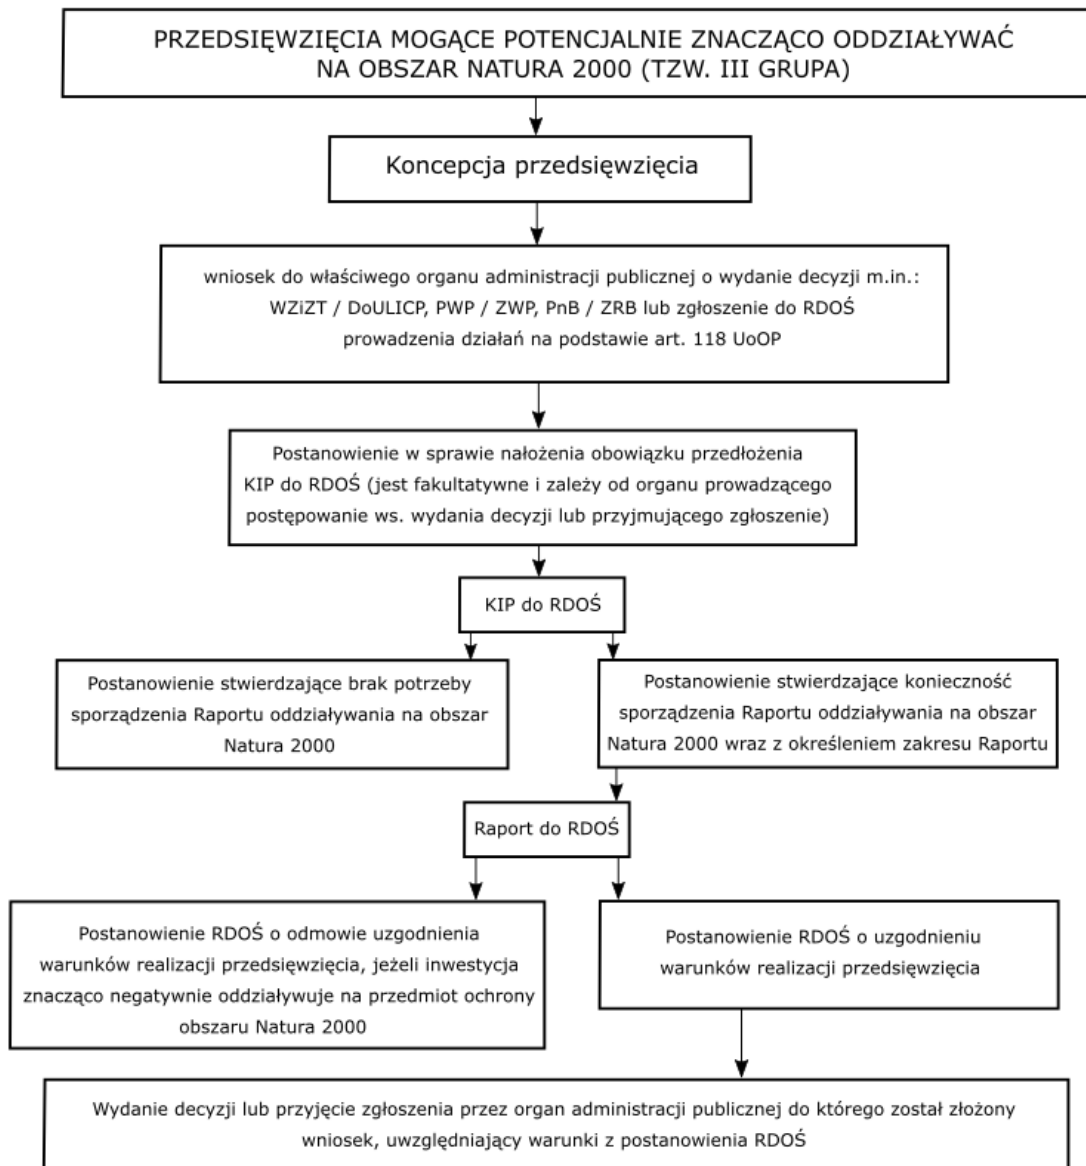 PRZEDSIĘWZIĘCIA MOGĄCE POTENCJALNIE ZNACZĄCO ODDZIAŁYWAĆ
NA OBSZAR NATURA 2000 (TZW. III GRUPA)
Koncepcja przedsięwzięcia
wniosek do właściwego organu administracji publicznej o wydanie decyzji m.in.:
WZiZT / DoULICP, PWP / ZWP, PnB / ZRB lub zgłoszenie do RDOŚ
prowadzenia działań na podstawie art. 118 UoOP
Postanowienie w sprawie nałożenia obowiązku przedłożenia
KIP do RDOŚ (jest fakultatywne i zależy od organu prowadzącego
postępowanie ws. wydania decyzji lub przyjmującego zgłoszenie)
KIP do RDOŚ
Postanowienie stwierdzające brak potrzeby
sporządzenia Raportu oddziaływania na obszar
Natura 2000
Postanowienie stwierdzające konieczność
sporządzenia Raportu oddziaływania na obszar
Natura 2000 wraz z określeniem zakresu Raportu
Raport do RDOŚ
Postanowienie RDOŚ o odmowie uzgodnienia
warunków realizacji przedsięwzięcia, jeżeli inwestycja
znacząco negatywnie oddziaływuje na przedmiot ochrony
obszaru Natura 2000
Postanowienie RDOŚ o uzgodnieniu
warunków realizacji przedsięwzięcia
Wydanie decyzji lub przyjęcie zgłoszenia przez organ administracji publicznej do którego został złożony
wniosek, uwzględniający warunki z postanowienia RDOŚ